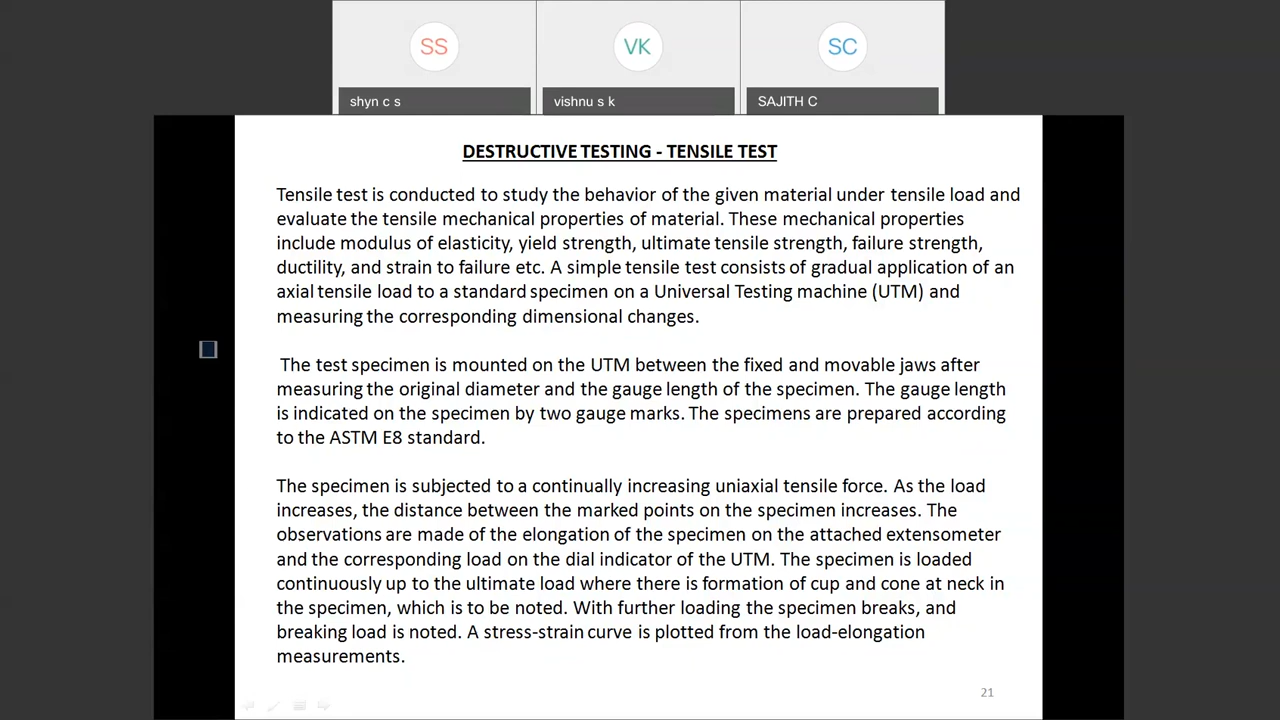 SS
VK
SC
shyn c s
vishnu s k
SAJITH C
DESTRUCTIVE TESTING - TENSILE TEST
Tensile test is conducted to study the behavior of the given material under tensile load and
evaluate the tensile mechanical properties of material. These mechanical properties
include modulus of elasticity, yield strength, ultimate tensile strength, failure strength,
ductility, and strain to failure etc. A simple tensile test consists of gradual application of an
axial tensile load to a standard specimen on a Universal Testing machine (UTM) and
measuring the corresponding dimensional changes.
The test specimen is mounted on the UTM between the fixed and movable jaws after
measuring the original diameter and the gauge length of the specimen. The gauge length
is indicated on the specimen by two gauge marks. The specimens are prepared according
to the ASTM E8 standard.
The specimen is subjected to a continually increasing uniaxial tensile force. As the load
increases, the distance between the marked points on the specimen increases. The
observations are made of the elongation of the specimen on the attached extensometer
and the corresponding load on the dial indicator of the UTM. The specimen is loaded
continuously up to the ultimate load where there is formation of cup and cone at neck in
the specimen, which is to be noted. With further loading the specimen breaks, and
breaking load is noted. A stress-strain curve is plotted from the load-elongation
measurements.
21